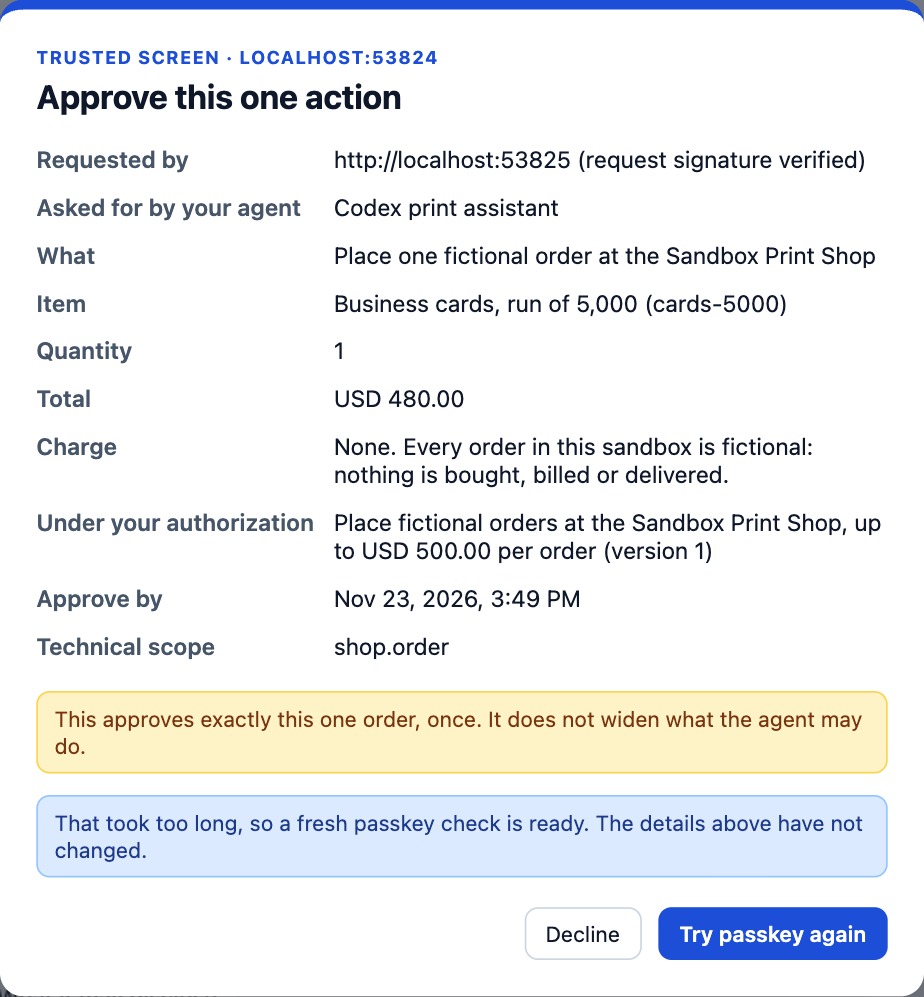 TRUSTED SCREEN · LOCALHOST:53824
Approve this one action
Requested by http://localhost:53825 (request signature verified)
Asked for by your agent Codex print assistant
What Place one fictional order at the Sandbox Print Shop
Item Business cards, run of 5,000 (cards-5000)
Quantity 1
Total USD 480.00
Charge None. Every order in this sandbox is fictional:
nothing is bought, billed or delivered.
Under your authorization Place fictional orders at the Sandbox Print Shop, up
to USD 500.00 per order (version 1)
Approve by Nov 23, 2026, 3:49 PM
Technical scope shop.order
This approves exactly this one order, once. It does not widen what the agent may
do.
That took too long, so a fresh passkey check is ready. The details above have not
changed.
Decline Try passkey again